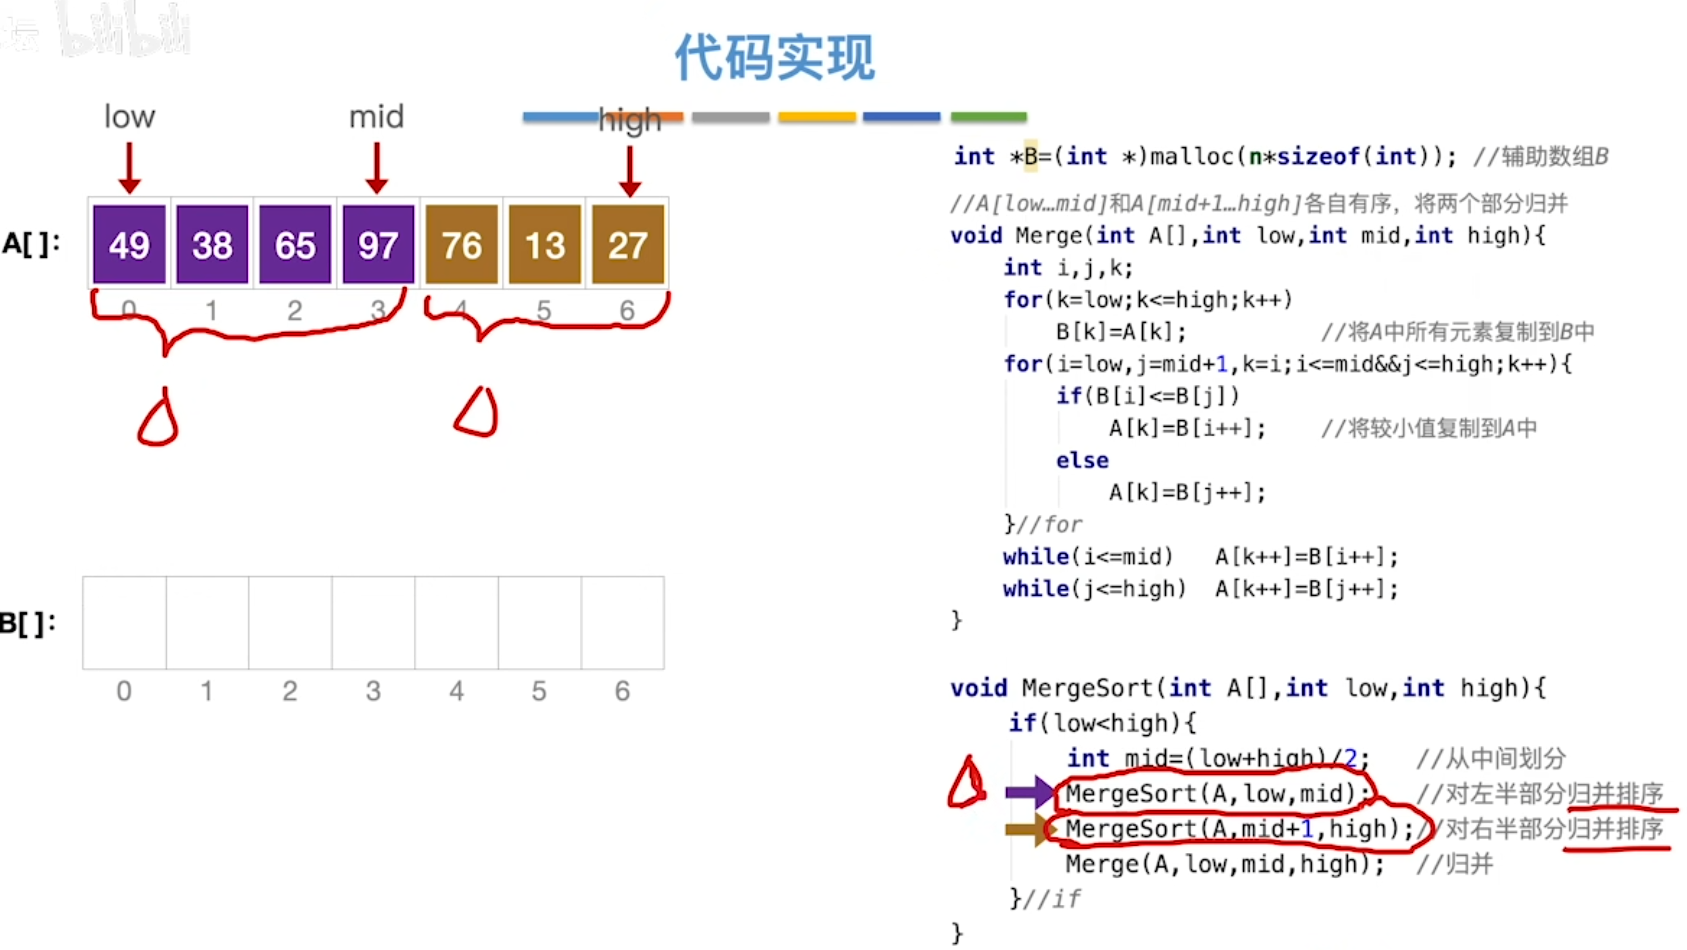 坛 bilibili
代码实现
low mid high
A[ ]: 49 38 65 97 76 13 27
0 1 2 3 4 5 6
B[ ]:
0 1 2 3 4 5 6
int *B=(int *)malloc(n*sizeof(int)); //辅助数组B
//A[low…mid]和A[mid+1…high]各自有序，将两个部分归并
void Merge(int A[],int low,int mid,int high){
int i,j,k;
for(k=low;k<=high;k++)
B[k]=A[k]; //将A中所有元素复制到B中
for(i=low,j=mid+1,k=i;i<=mid&&j<=high;k++){
if(B[i]<=B[j])
A[k]=B[i++]; //将较小值复制到A中
else
A[k]=B[j++];
}//for
while(i<=mid) A[k++]=B[i++];
while(j<=high) A[k++]=B[j++];
}
void MergeSort(int A[],int low,int high){
if(low<high){
int mid=(low+high)/2; //从中间划分
MergeSort(A,low,mid); //对左半部分归并排序
MergeSort(A,mid+1,high);//对右半部分归并排序
Merge(A,low,mid,high); //归并
}//if
}